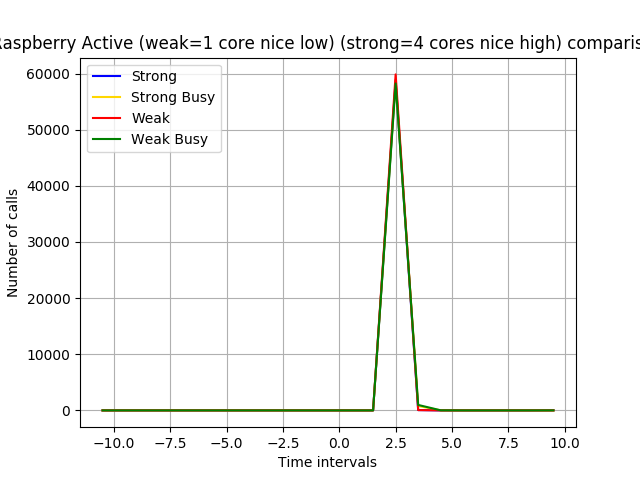 Raspberry Active (weak=1 core nice low) (strong=4 cores nice high) comparis
Strong
Strong Busy
Weak
Weak Busy
60000
50000
40000
30000
20000
10000
0
Number of calls
−10.0 −7.5 −5.0 −2.5 0.0 2.5 5.0 7.5 10.0
Time intervals